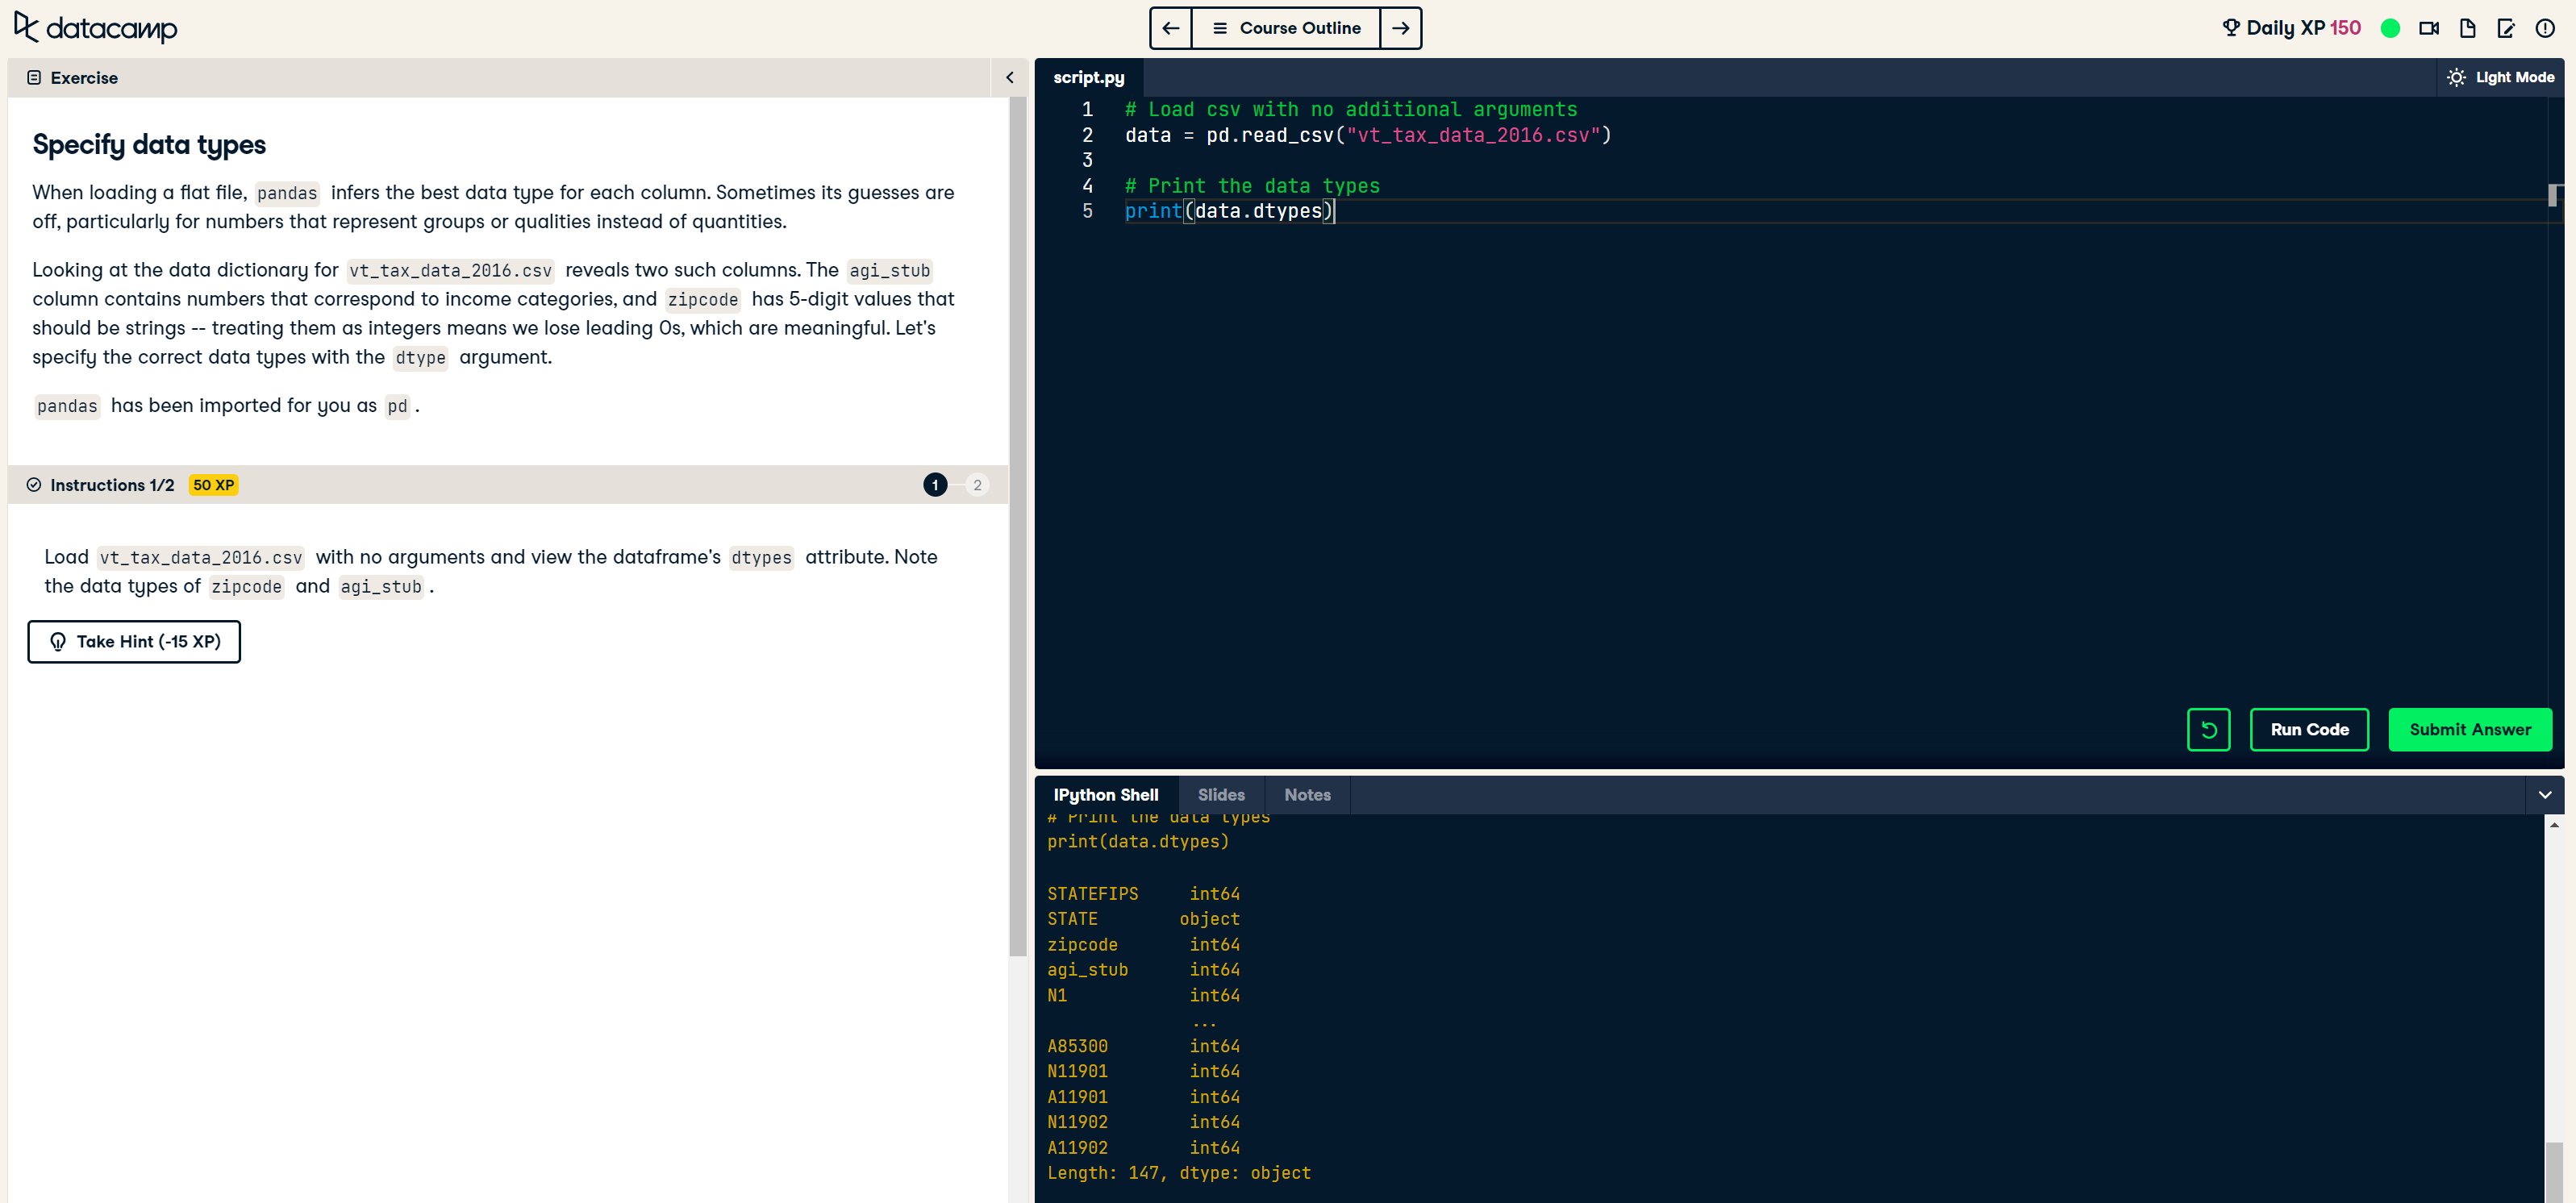 datacamp
Course Outline
Daily XP 150
Exercise
Specify data types
When loading a flat file, pandas infers the best data type for each column. Sometimes its guesses are
off, particularly for numbers that represent groups or qualities instead of quantities.
Looking at the data dictionary for vt_tax_data_2016.csv reveals two such columns. The agi_stub
column contains numbers that correspond to income categories, and zipcode has 5-digit values that
should be strings -- treating them as integers means we lose leading 0s, which are meaningful. Let's
specify the correct data types with the dtype argument.
pandas has been imported for you as pd .
Instructions 1/2 50 XP
1 2
Load vt_tax_data_2016.csv with no arguments and view the dataframe's dtypes attribute. Note
the data types of zipcode and agi_stub .
Take Hint (-15 XP)
script.py
Light Mode
1 # Load csv with no additional arguments
2 data = pd.read_csv("vt_tax_data_2016.csv")
3
4 # Print the data types
5 print(data.dtypes)
Run Code
Submit Answer
IPython Shell
Slides
Notes
# Print the data types
print(data.dtypes)
STATEFIPS int64
STATE object
zipcode int64
agi_stub int64
N1 int64
...
A85300 int64
N11901 int64
A11901 int64
N11902 int64
A11902 int64
Length: 147, dtype: object